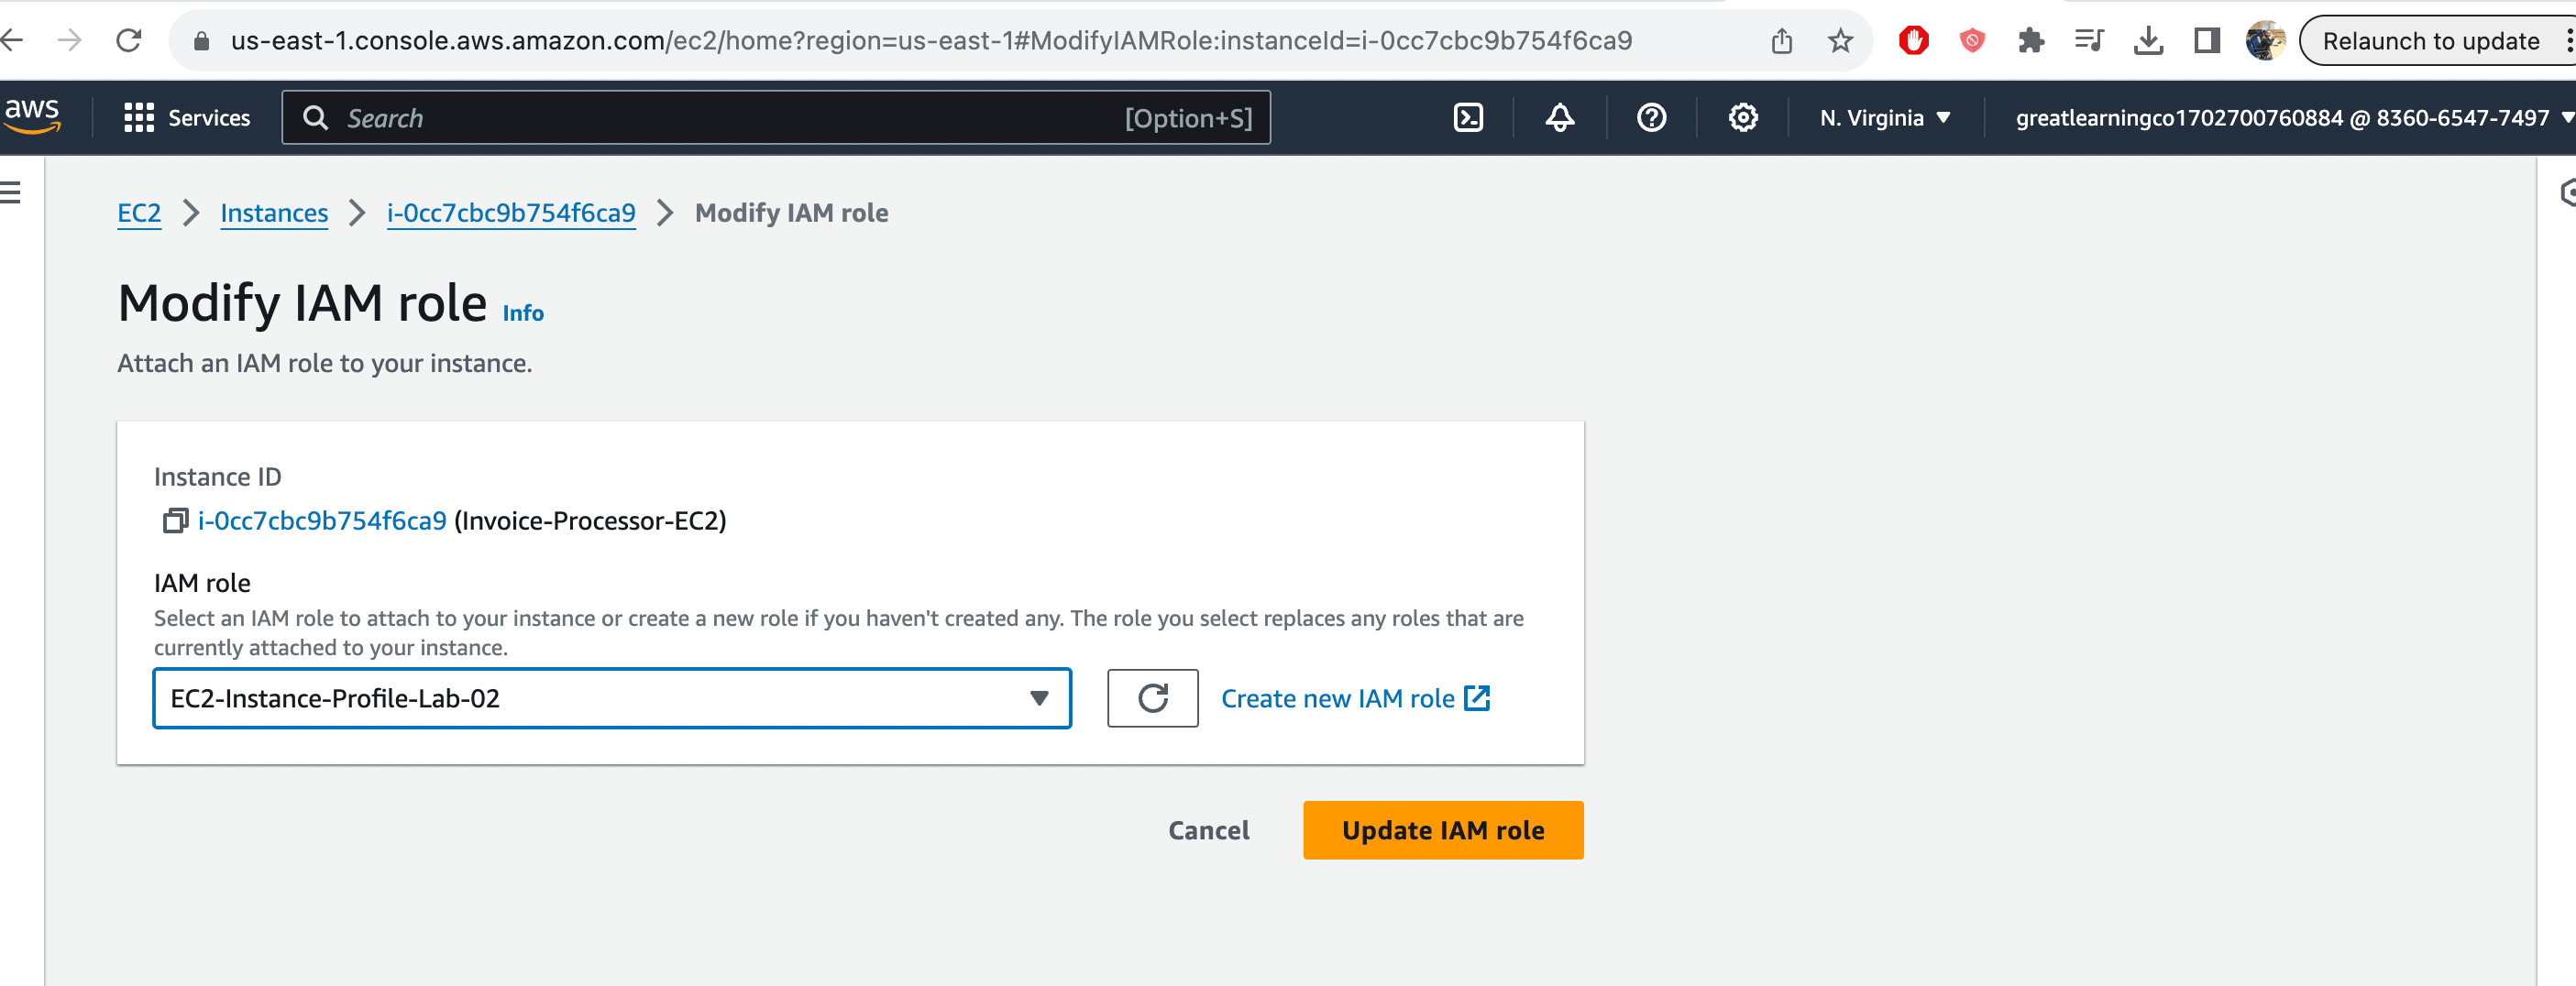 us-east-1.console.aws.amazon.com/ec2/home?region=us-east-1#ModifyIAMRole:instanceId=i-0cc7cbc9b754f6ca9
Relaunch to update
aws
Services
Search
[Option+S]
N. Virginia
greatlearningco1702700760884 @ 8360-6547-7497
EC2
Instances
i-0cc7cbc9b754f6ca9
Modify IAM role
Modify IAM role
Info
Attach an IAM role to your instance.
Instance ID
i-0cc7cbc9b754f6ca9 (Invoice-Processor-EC2)
IAM role
Select an IAM role to attach to your instance or create a new role if you haven't created any. The role you select replaces any roles that are
currently attached to your instance.
EC2-Instance-Profile-Lab-02
Create new IAM role
Cancel
Update IAM role